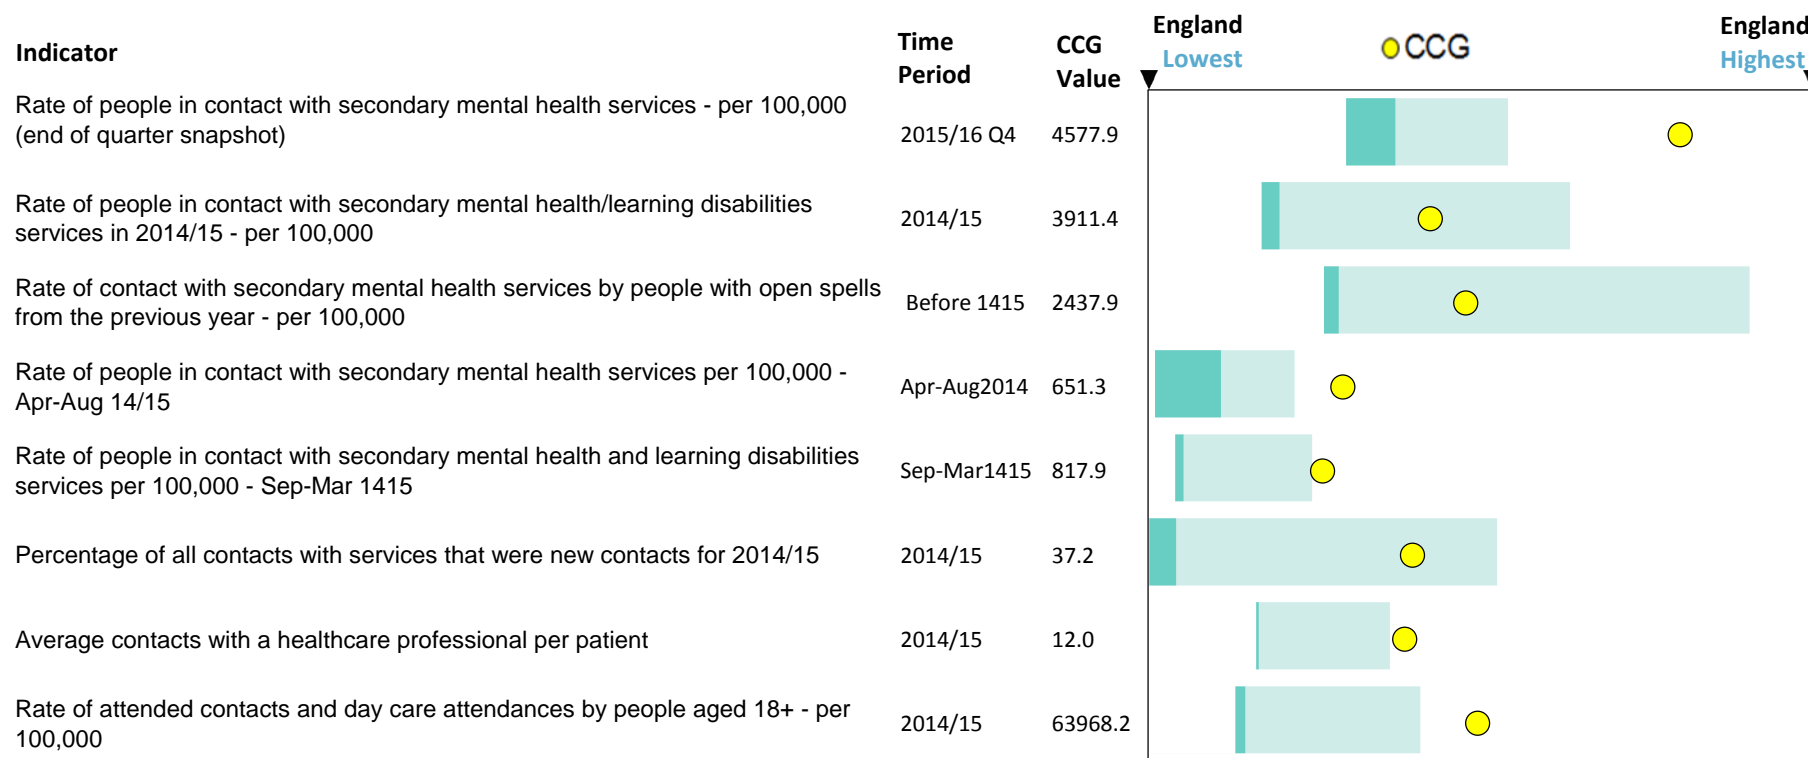 Indicator
Time
Period
CCG
Value
England
Lowest
CCG
England
Highest
Rate of people in contact with secondary mental health services - per 100,000
(end of quarter snapshot)
2015/16 Q4
4577.9
Rate of people in contact with secondary mental health/learning disabilities
services in 2014/15 - per 100,000
2014/15
3911.4
Rate of contact with secondary mental health services by people with open spells
from the previous year - per 100,000
Before 1415
2437.9
Rate of people in contact with secondary mental health services per 100,000 -
Apr-Aug 14/15
Apr-Aug2014
651.3
Rate of people in contact with secondary mental health and learning disabilities
services per 100,000 - Sep-Mar 1415
Sep-Mar1415
817.9
Percentage of all contacts with services that were new contacts for 2014/15
2014/15
37.2
Average contacts with a healthcare professional per patient
2014/15
12.0
Rate of attended contacts and day care attendances by people aged 18+ - per
100,000
2014/15
63968.2